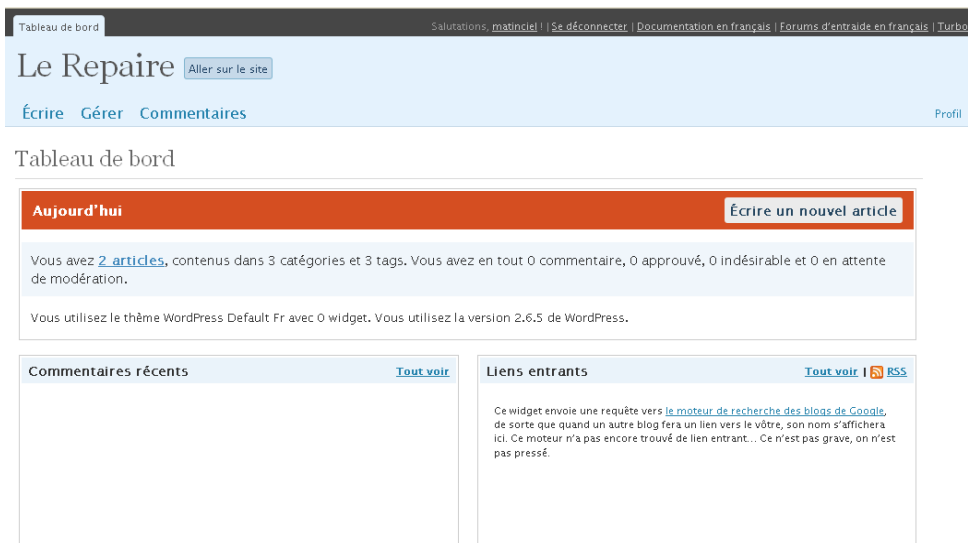 Tableau de bord
Salutations, matinciel ! | Se déconnecter | Documentation en français | Forums d'entraide en français | Turbo
Le Repaire
Aller sur le site
Écrire Gérer Commentaires
Profil
Tableau de bord
Aujourd'hui
Écrire un nouvel article
Vous avez 2 articles, contenus dans 3 catégories et 3 tags. Vous avez en tout 0 commentaire, 0 approuvé, 0 indésirable et 0 en attente
de modération.
Vous utilisez le thème WordPress Default Fr avec 0 widget. Vous utilisez la version 2.6.5 de WordPress.
Commentaires récents
Tout voir
Liens entrants
Tout voir | RSS
Ce widget envoie une requête vers le moteur de recherche des blogs de Google,
de sorte que quand un autre blog fera un lien vers le vôtre, son nom s'affichera
ici. Ce moteur n'a pas encore trouvé de lien entrant... Ce n'est pas grave, on n'est
pas pressé.